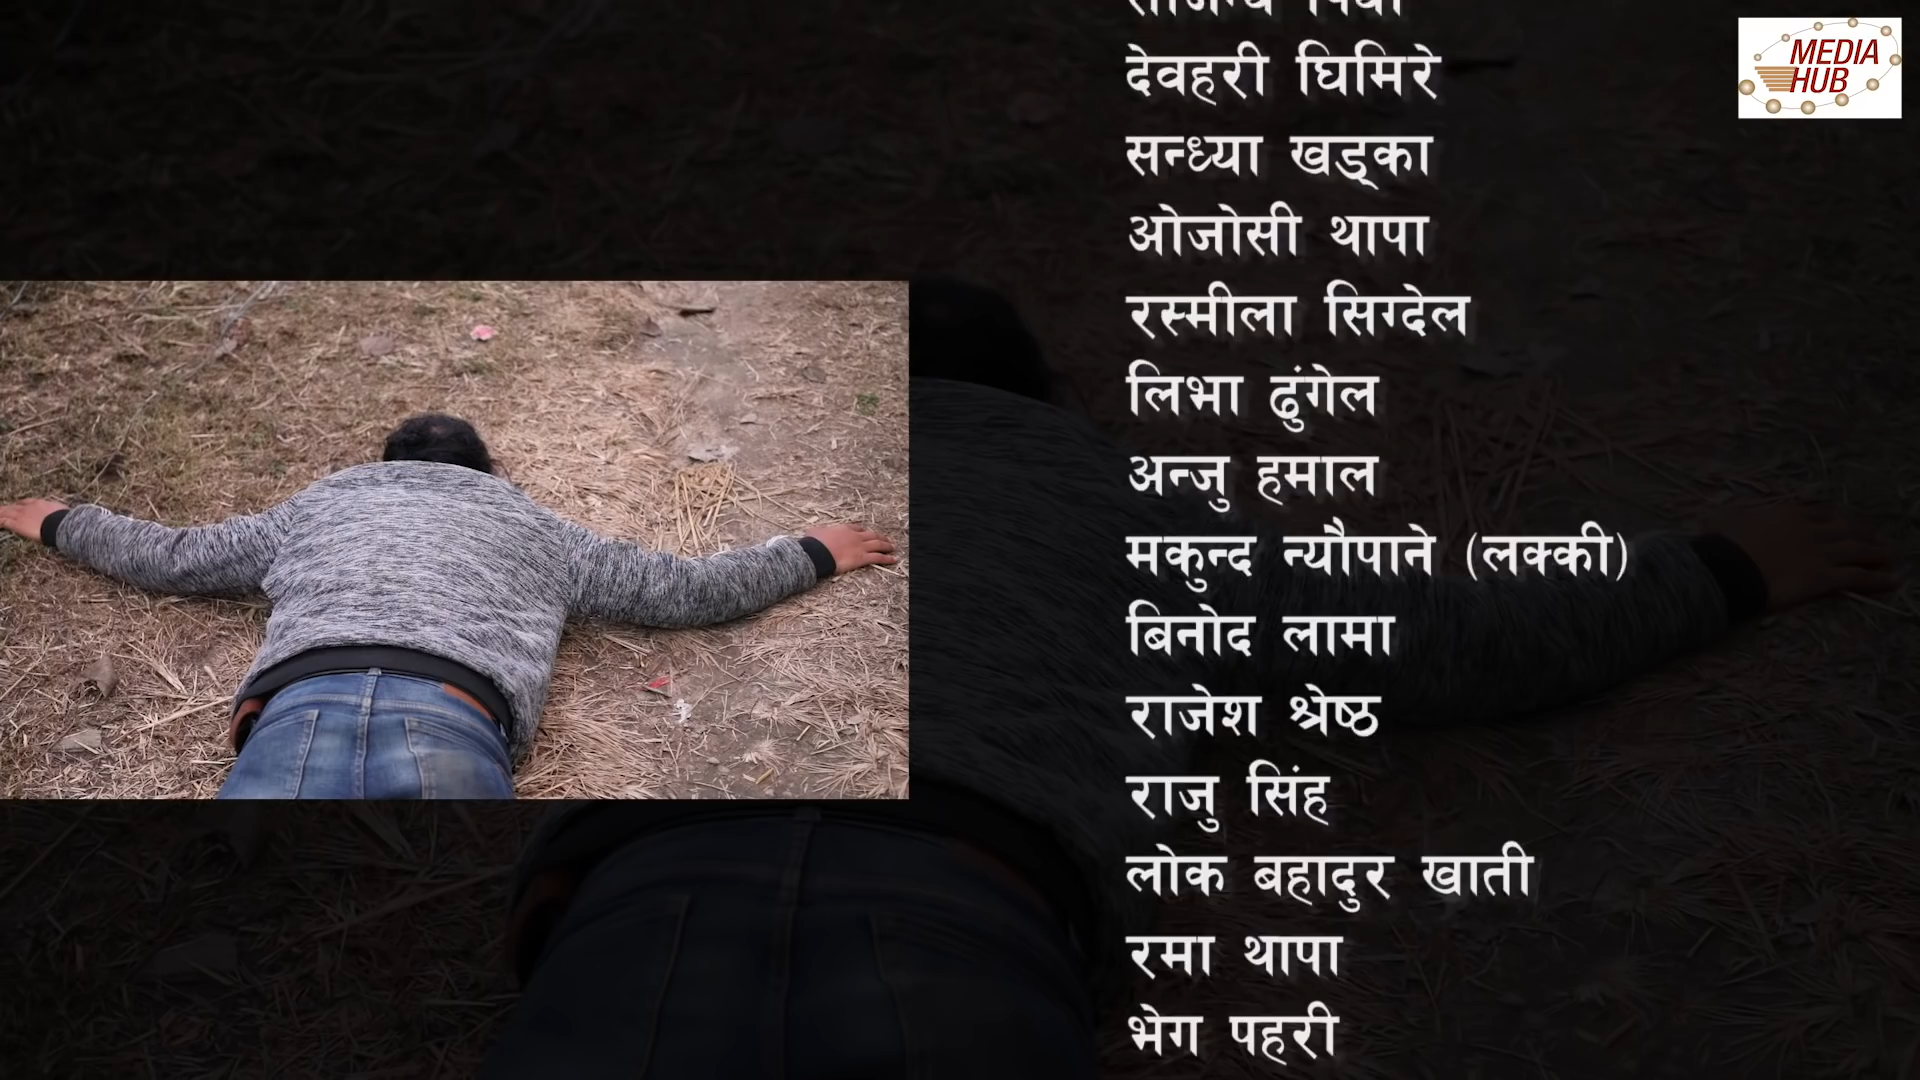 देवहरी घिमिरे
सन्ध्या खड्का
ओजोसी थापा
रस्मीला सिग्देल
लिभा ढुंगेल
अन्जु हमाल
मकुन्द न्यौपाने (लक्की)
बिनोद लामा
राजेश श्रेष्ठ
राजु सिंह
लोक बहादुर खाती
रमा थापा
भेग पहरी
MEDIA
HUB